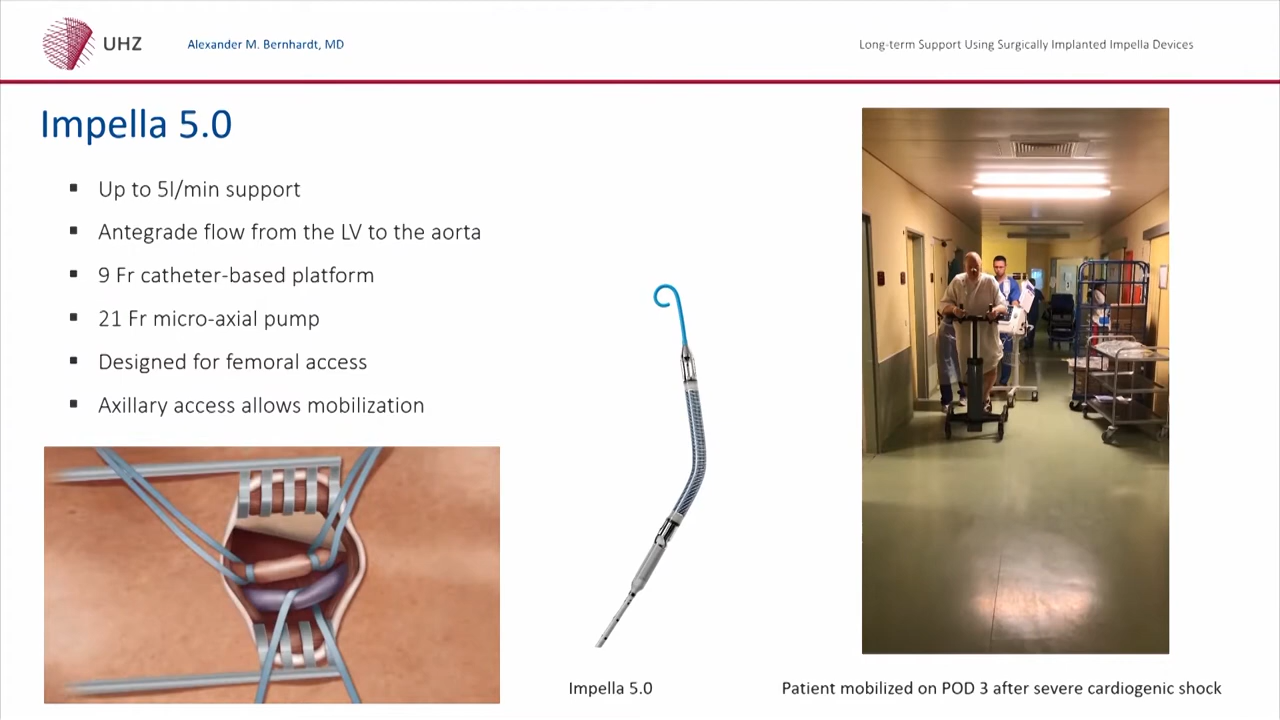 UHZ
Alexander M. Bernhardt, MD
Long-term Support Using Surgically Implanted Impella Devices
Impella 5.0
Up to 5l/min support
Antegrade flow from the LV to the aorta
9 Fr catheter-based platform
21 Fr micro-axial pump
Designed for femoral access
Axillary access allows mobilization
Impella 5.0
Patient mobilized on POD 3 after severe cardiogenic shock